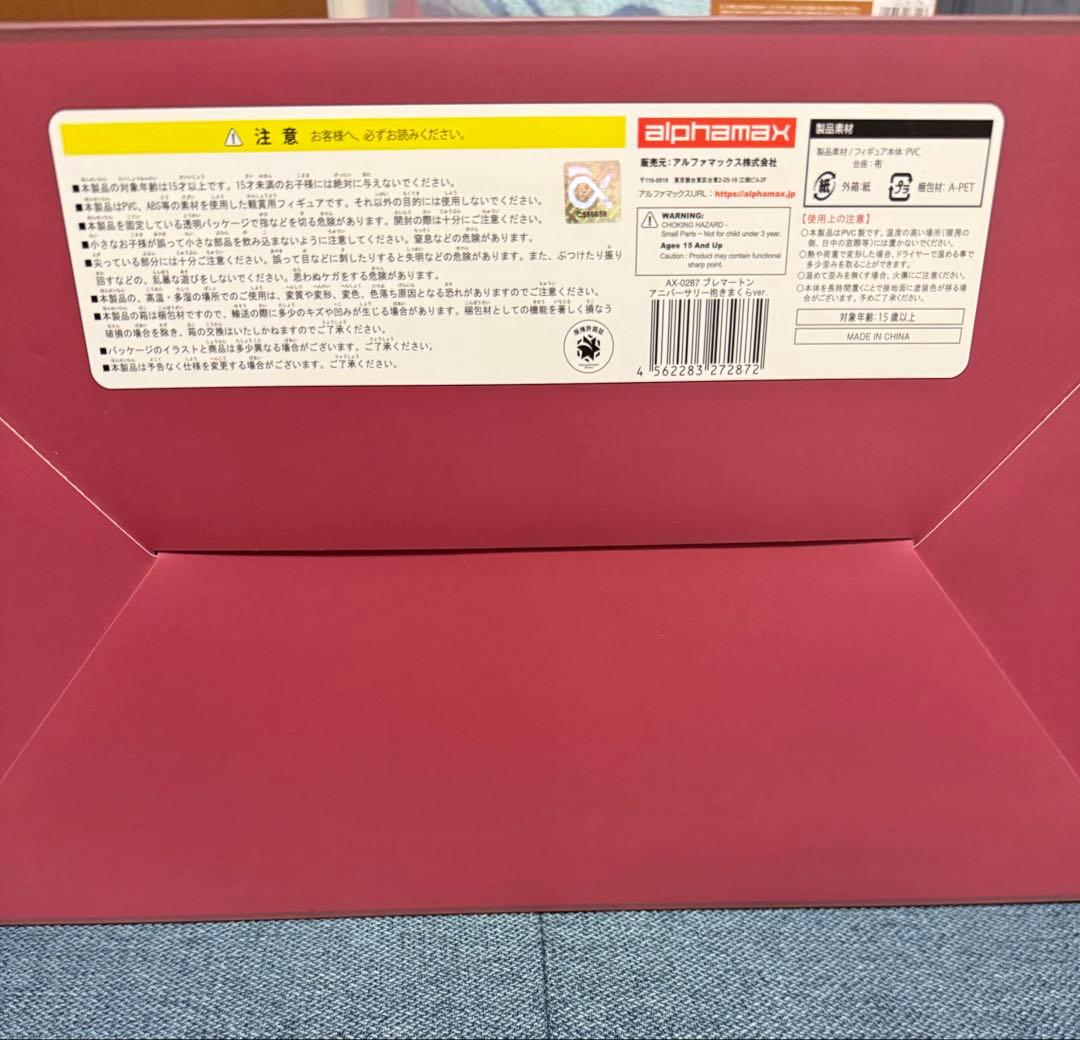 注意 お客様へ、必ずお読みください。
■本製品の対象年齢は15才以上です。15才未満のお子様には絶対に与えないでください。
■本製品はPVC、ABS等の素材を使用した観賞用フィギュアです。それ以外の目的には使用しないでください。
■本製品を固定している透明パッケージで指などを切る危険があります。開封の際は十分にご注意ください。
■小さなお子様が誤って小さな部品を飲み込まないように注意してください。窒息などの危険があります。
■尖っている部分には十分ご注意ください。誤って目などに刺したりすると失明などの危険があります。また、ぶつけたり振り
回すなどの、乱暴な遊びをしないでください。思わぬケガをする危険があります。
■本製品の、高温・多湿の場所でのご使用は、変質や変形、変色、色落ち原因となる恐れがありますのでご注意ください。
■本製品の箱は梱包材ですので、輸送の際に多少のキズや凹みが生じる場合があります。梱包材としての機能を著しく損なう
破損の場合を除き、箱の交換はいたしかねますのでご了承ください。
■パッケージのイラストと商品は多少異なる場合がございます。ご了承ください。
■本製品は予告なく仕様を変更する場合がございます。ご了承ください。
CS56659
版権許諾証
alphamax
販売元：アルファマックス株式会社
〒110-0016 東京都台東区台東2-25-10 江係ビル2F
アルファマックスURL：https://alphamax.jp
WARNING:
CHOKING HAZARD -
Small Parts – Not for child under 3 year.
Ages 15 And Up
Caution : Product may contain functional
sharp point.
AX-0287 ブレマートン
アニバーサリー抱きまくらver.
4 562283 272872
製品素材
製品素材/フィギュア本体:PVC
台座:布
紙 外箱:紙 プラ 梱包材: A-PET
【使用上の注意】
○本製品はPVC製です。温度の高い場所(暖房の
側、日中の窓際等)には置かないでください。
○熱や荷重で変形した場合、ドライヤーで温める事で
多少歪みを取ることができます。
○温めて歪みを無くす場合、火傷にご注意ください。
○本体を長時間置くことで接地面に塗装色が移る場
合がございます。予めご了承ください。
対象年齢:15歳以上
MADE IN CHINA